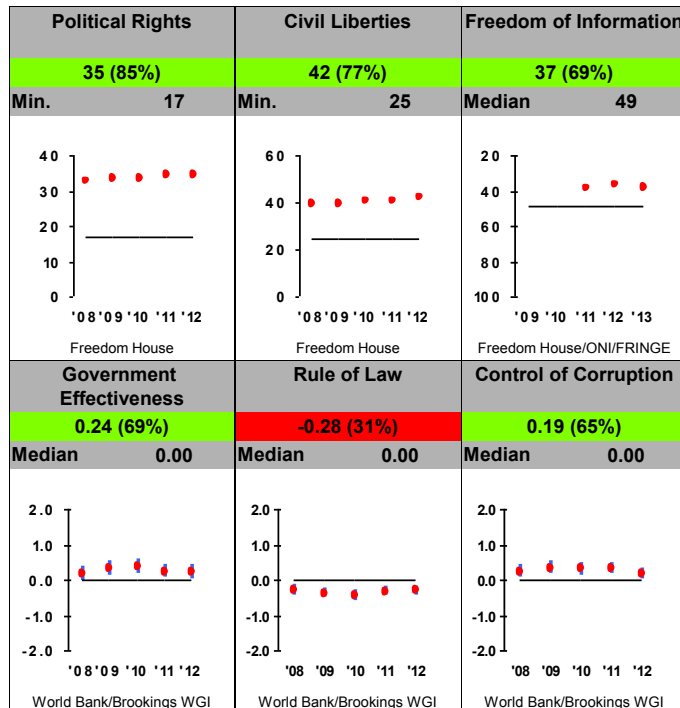 Political Rights
35 (85%)
Min. 17
40
30
20
10
0
'08 '09 '10 '11 '12
Freedom House
Civil Liberties
42 (77%)
Min. 25
60
40
20
0
'08 '09 '10 '11 '12
Freedom House
Freedom of Information
37 (69%)
Median 49
20
40
60
80
100
'09 '10 '11 '12 '13
Freedom House/ONI/FRINGE
Government
Effectiveness
0.24 (69%)
Median 0.00
2.0
1.0
0.0
-1.0
-2.0
'08 '09 '10 '11 '12
World Bank/Brookings WGI
Rule of Law
-0.28 (31%)
Median 0.00
2.0
1.0
0.0
-1.0
-2.0
'08 '09 '10 '11 '12
World Bank/Brookings WGI
Control of Corruption
0.19 (65%)
Median 0.00
2.0
1.0
0.0
-1.0
-2.0
'08 '09 '10 '11 '12
World Bank/Brookings WGI